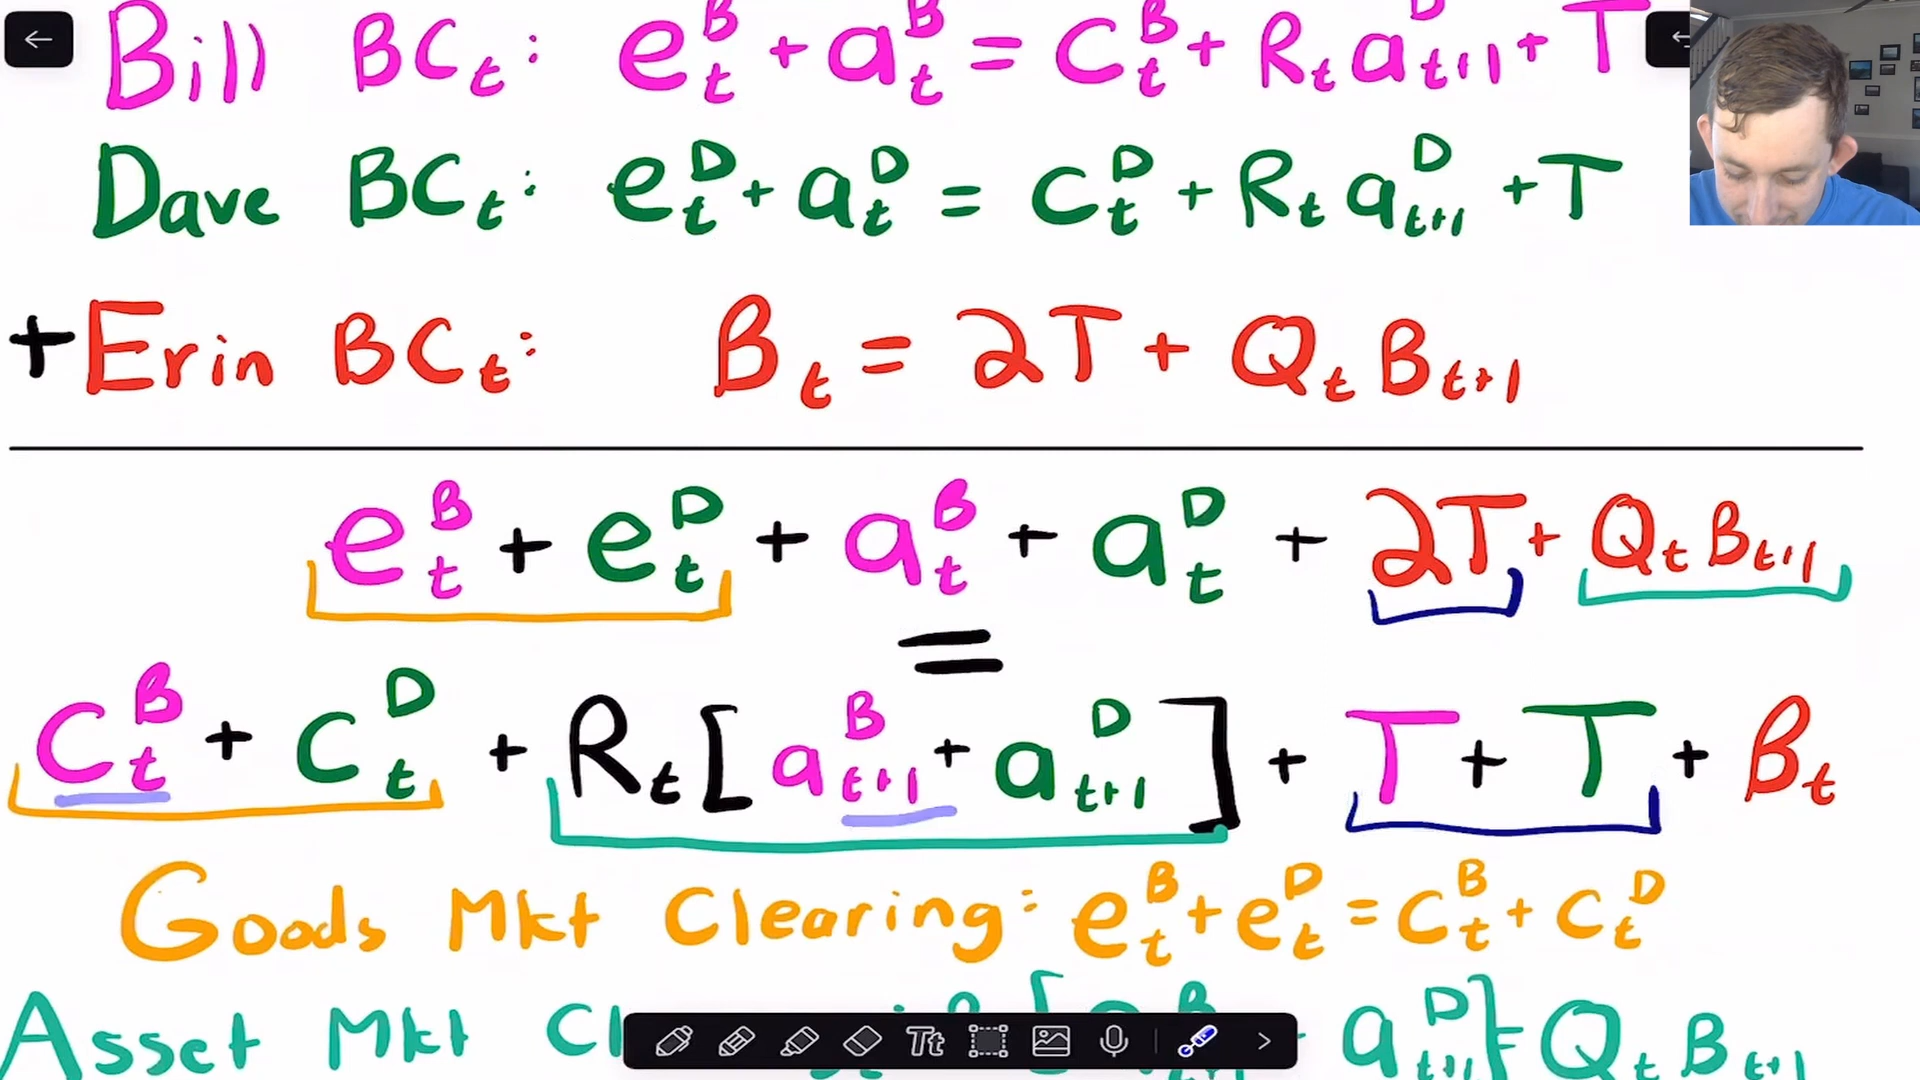 Bill BC_t: e_t^B + a_t^B = C_t^B + R_t a_{t+1}^B + T
Dave BC_t: e_t^D + a_t^D = C_t^D + R_t a_{t+1}^D + T
+ Erin BC_t: B_t = 2T + Q_t B_{t+1}
e_t^B + e_t^D + a_t^B + a_t^D + 2T + Q_t B_{t+1}
=
C_t^B + C_t^D + R_t [a_{t+1}^B + a_{t+1}^D] + T + T + B_t
Goods Mkt Clearing: e_t^B + e_t^D = C_t^B + C_t^D
Asset Mkt a_{t+1}^D] = Q_t B_{t+1}
Tt